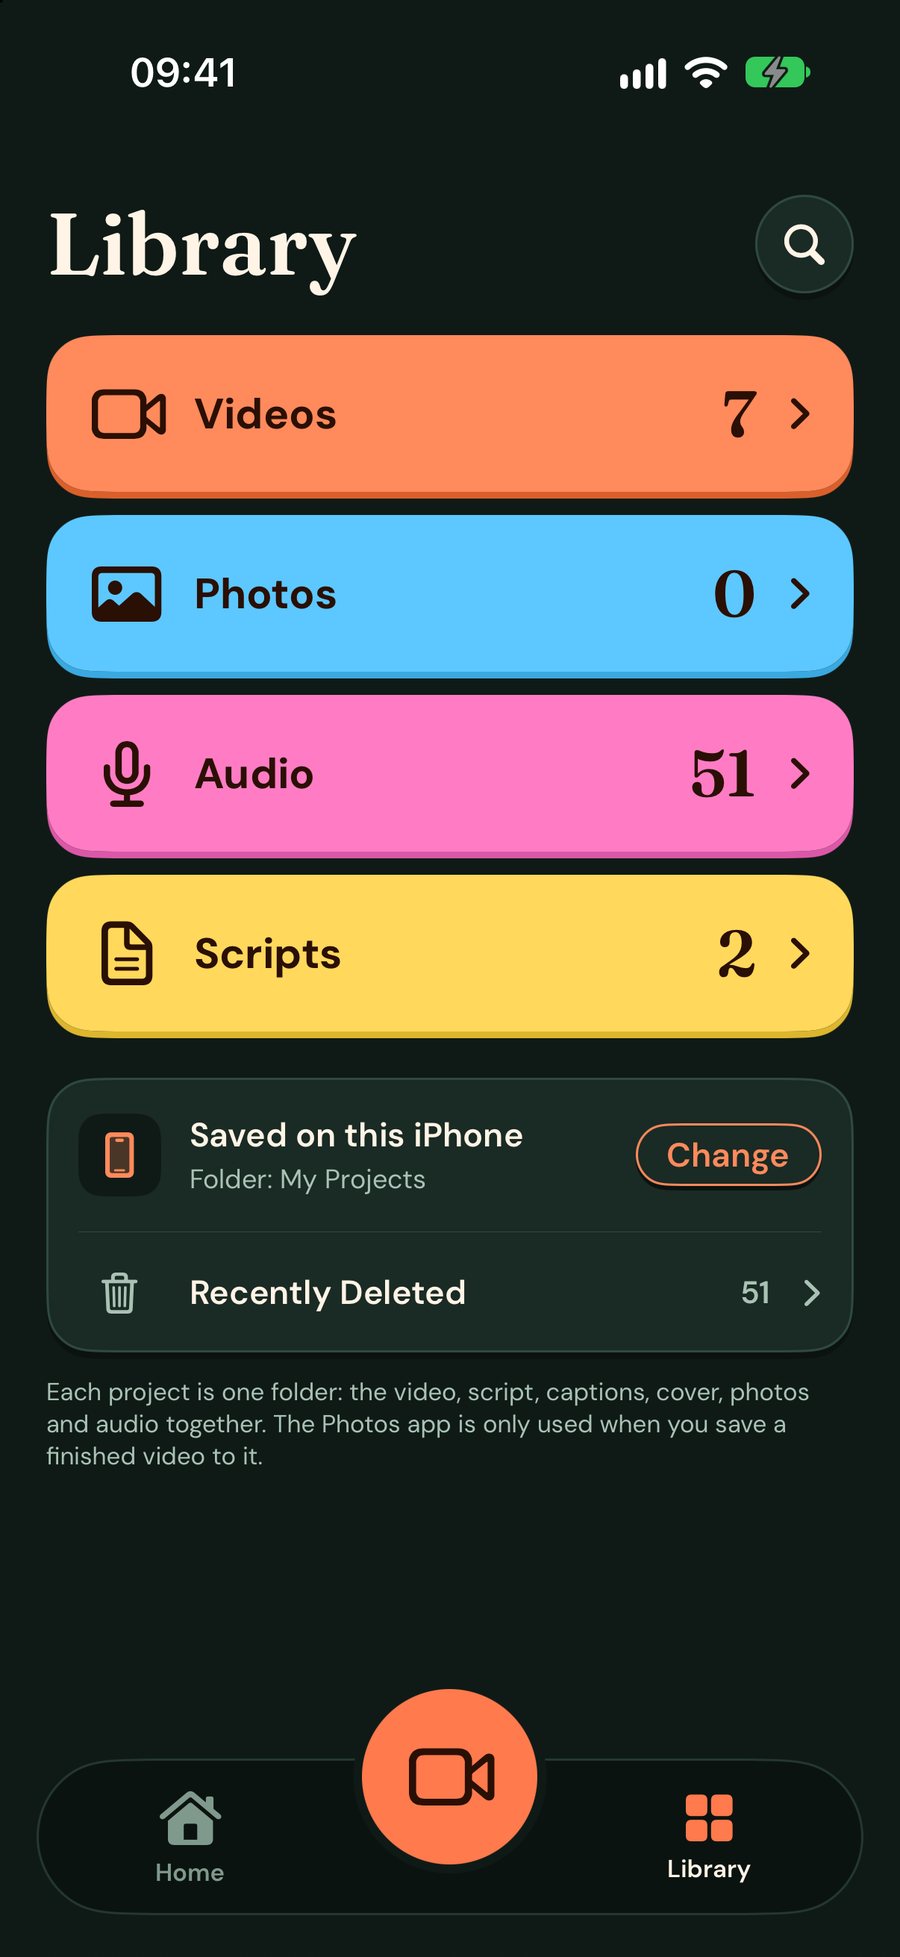 09:41
Library
Videos 7
Photos 0
Audio 51
Scripts 2
Saved on this iPhone
Folder: My Projects
Change
Recently Deleted 51
Each project is one folder: the video, script, captions, cover, photos
and audio together. The Photos app is only used when you save a
finished video to it.
Home
Library